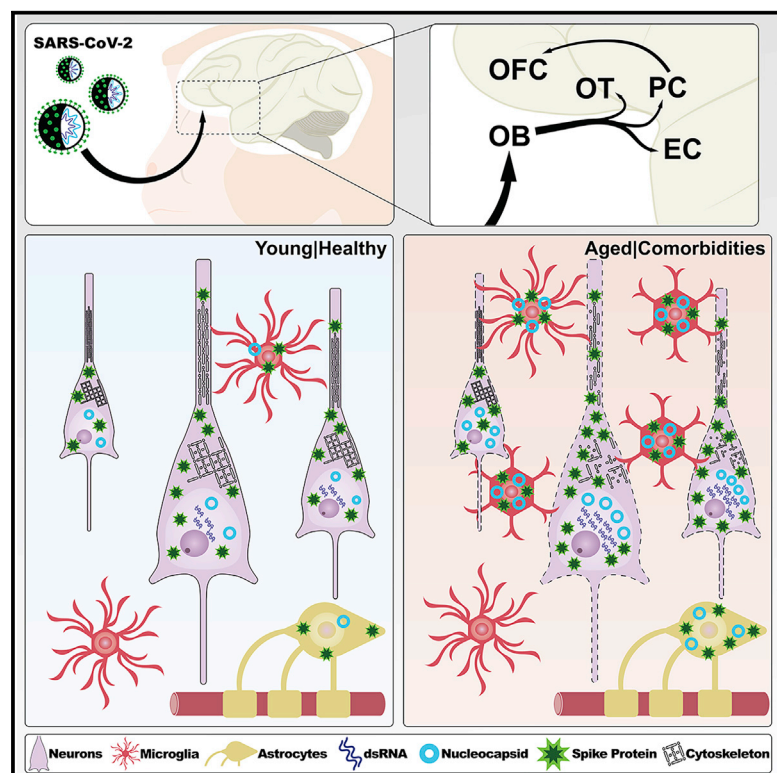 SARS-CoV-2
OFC
OT
PC
OB
EC
Young|Healthy
Aged|Comorbidities
Neurons
Microglia
Astrocytes
dsRNA
Nucleocapsid
Spike Protein
Cytoskeleton